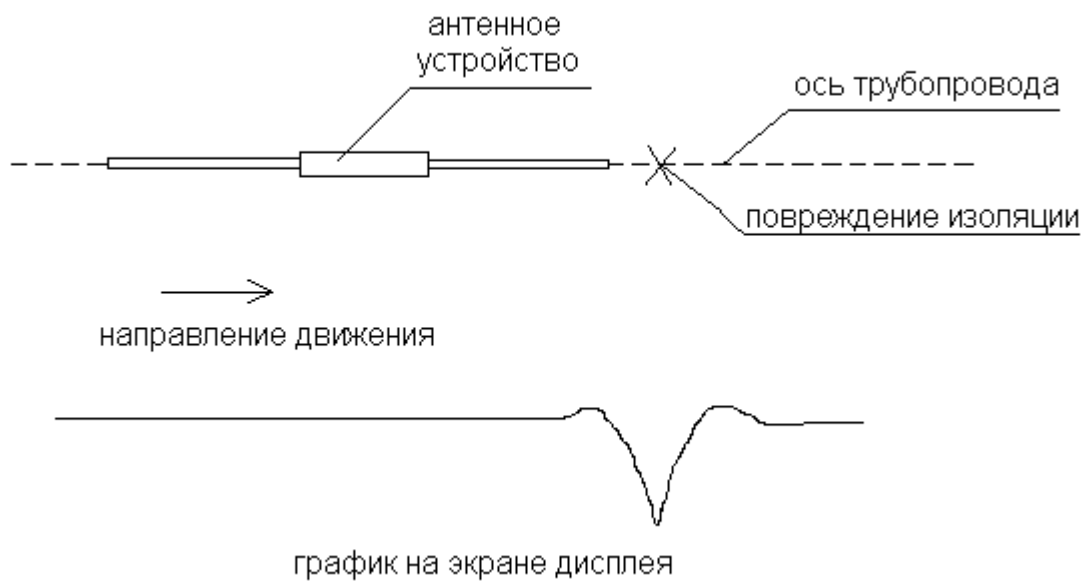 антенное
устройство
ось трубопровода
повреждение изоляции
направление движения
график на экране дисплея